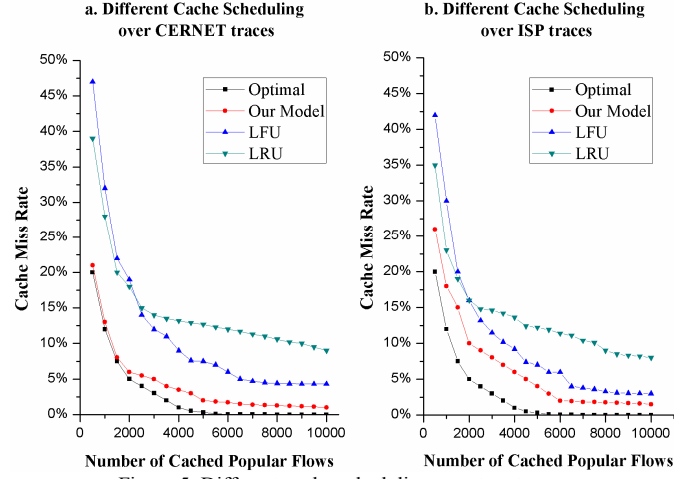 a. Different Cache Scheduling
over CERNET traces
50%
45%
40%
35%
30%
25%
20%
15%
10%
5%
0%
Cache Miss Rate
Optimal
Our Model
LFU
LRU
0 2000 4000 6000 8000 10000
Number of Cached Popular Flows
b. Different Cache Scheduling
over ISP traces
50%
45%
40%
35%
30%
25%
20%
15%
10%
5%
0%
Cache Miss Rate
Optimal
Our Model
LFU
LRU
0 2000 4000 6000 8000 10000
Number of Cached Popular Flows